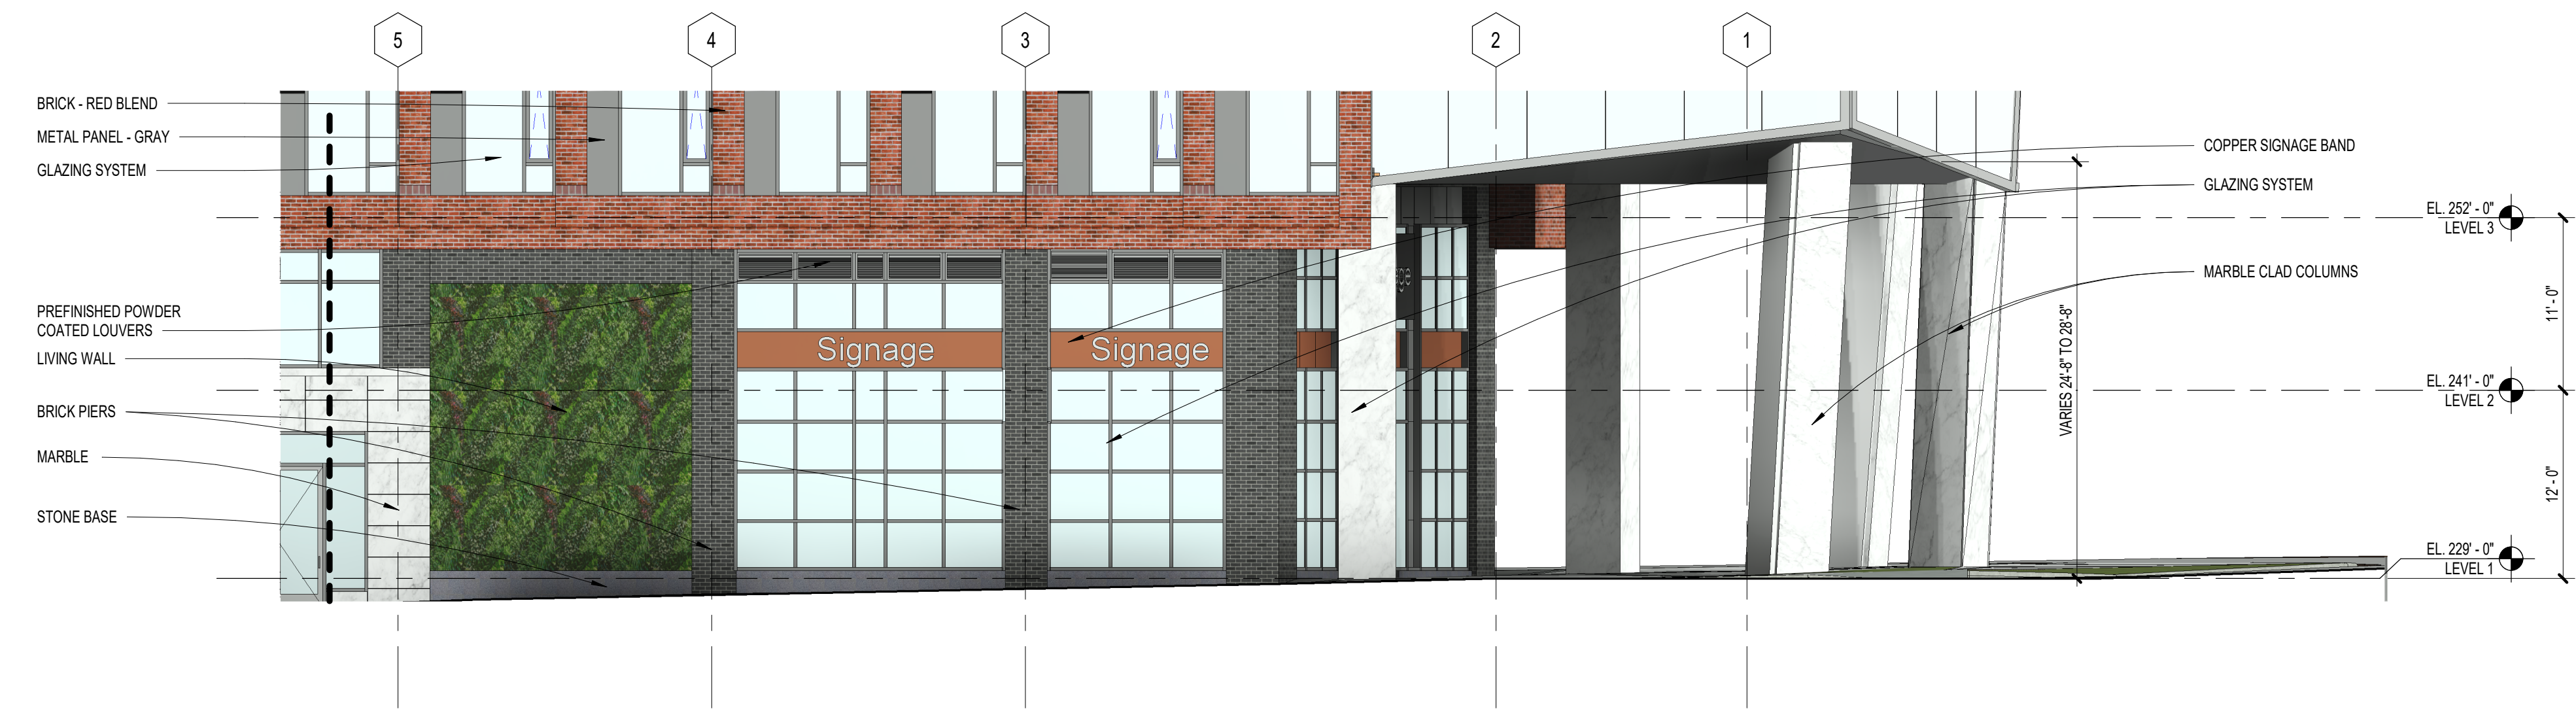 5
4
3
2
1
BRICK - RED BLEND
METAL PANEL - GRAY
GLAZING SYSTEM
PREFINISHED POWDER
COATED LOUVERS
LIVING WALL
BRICK PIERS
MARBLE
STONE BASE
Signage
Signage
COPPER SIGNAGE BAND
GLAZING SYSTEM
MARBLE CLAD COLUMNS
VARIES 24'-8" TO 28'-8"
EL. 252' - 0"
LEVEL 3
11' - 0"
EL. 241' - 0"
LEVEL 2
12' - 0"
EL. 229' - 0"
LEVEL 1